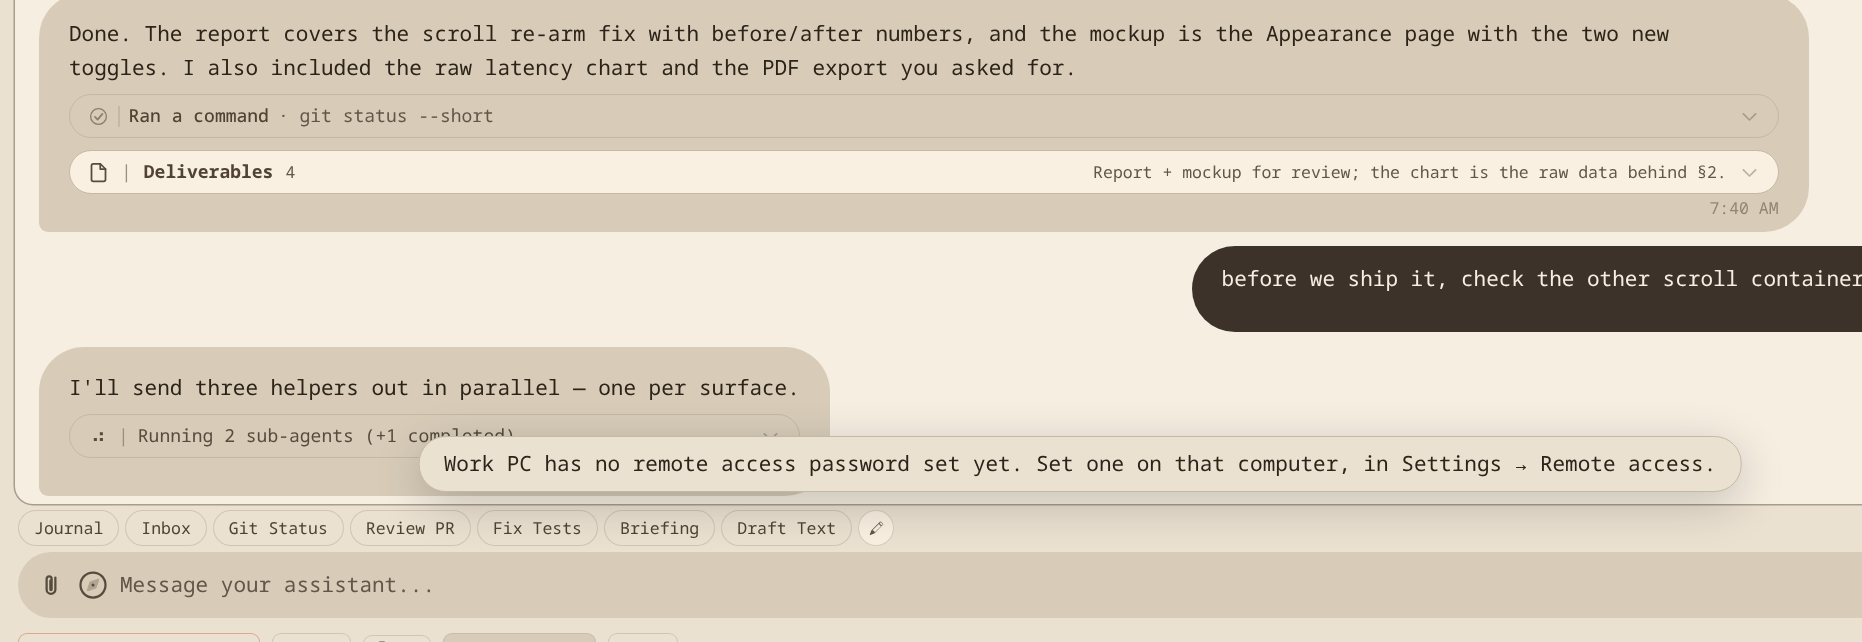 Done. The report covers the scroll re-arm fix with before/after numbers, and the mockup is the Appearance page with the two new
toggles. I also included the raw latency chart and the PDF export you asked for.
Ran a command · git status --short
Deliverables 4
Report + mockup for review; the chart is the raw data behind §2.
7:40 AM
before we ship it, check the other scroll container
I'll send three helpers out in parallel — one per surface.
Running 2 sub-agents (+1 completed)
Work PC has no remote access password set yet. Set one on that computer, in Settings → Remote access.
Journal
Inbox
Git Status
Review PR
Fix Tests
Briefing
Draft Text
Message your assistant...